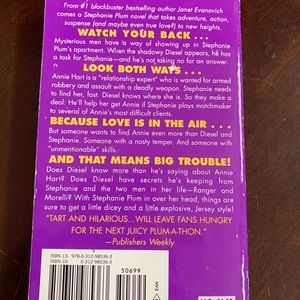 From #1 blockbuster bestselling author Janet Evanovich
comes a Stephanie Plum novel that takes adventure, action,
suspense (and maybe even true love?) to new heights.
WATCH YOUR BACK . . .
Mysterious men have a way of showing up in Stephanie
Plum's apartment. When the shadowy Diesel appears, he has
a task for Stephanie—and he's not taking no for an answer.
LOOK BOTH WAYS . . .
Annie Hart is a "relationship expert" who is wanted for armed
robbery and assault with a deadly weapon. Stephanie needs
to find her, fast. Diesel knows where she is. So they make a
deal: He'll help her get Annie if Stephanie plays matchmaker
to several of Annie's most difficult clients.
BECAUSE LOVE IS IN THE AIR . . .
But someone wants to find Annie even more than Diesel and
Stephanie. Someone with a nasty temper. And someone with
"unmentionable" skills.
AND THAT MEANS BIG TROUBLE!
Does Diesel know more than he's saying about Annie
Hart? Does Diesel have secrets he's keeping from
Stephanie and the two men in her life—Ranger and
Morelli? With Stephanie Plum in over her head, things are
sure to get a little dicey and a little explosive, Jersey style!
"TART AND HILARIOUS...WILL LEAVE FANS HUNGRY
FOR THE NEXT JUICY PLUM-A-THON."
—Publishers Weekly
ISBN-13: 978-0-312-98536-3
ISBN-10: 0-312-98536-3
50699
EAN